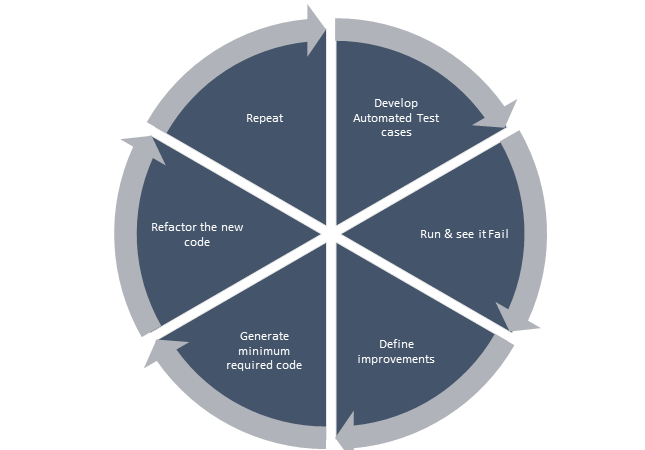 Develop
Automated Test
cases
Run & see it Fail
Define
improvements
Generate
minimum
required code
Refactor the new
code
Repeat